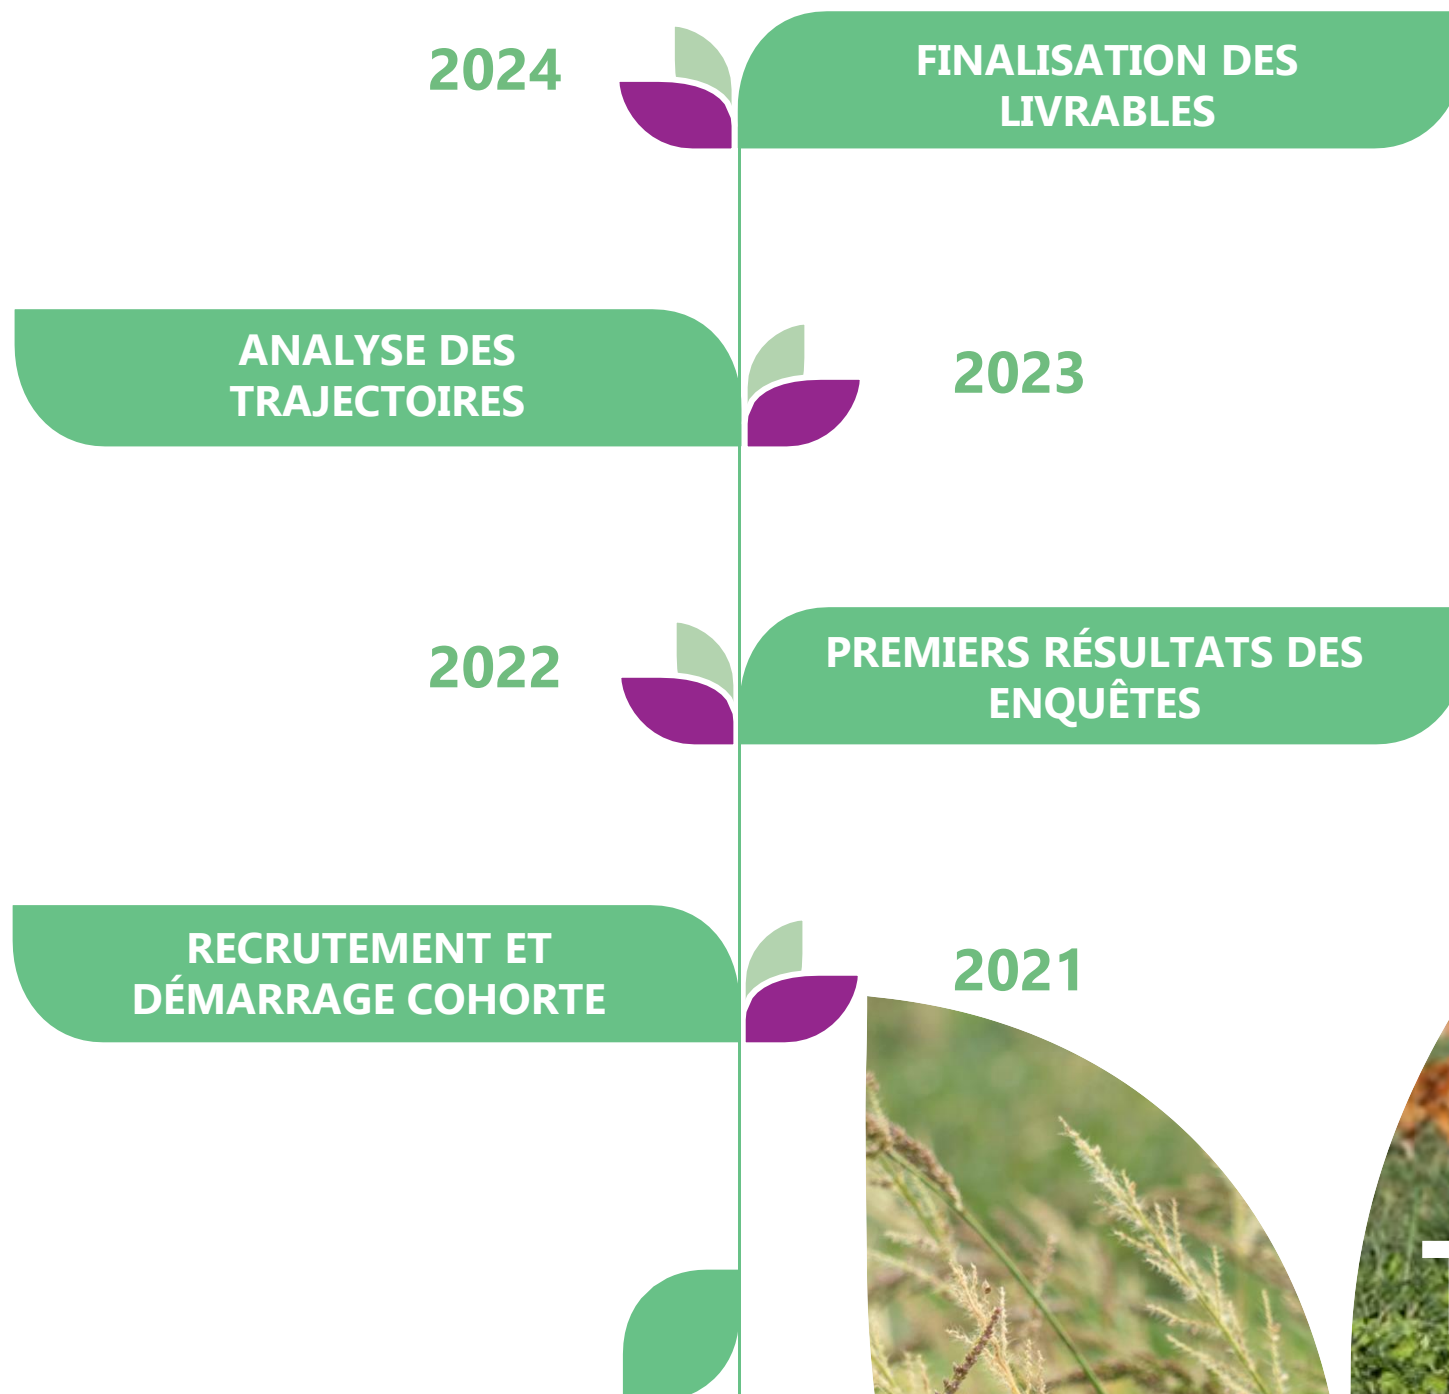 2024
FINALISATION DES
LIVRABLES
ANALYSE DES
TRAJECTOIRES
2023
2022
PREMIERS RÉSULTATS DES
ENQUÊTES
RECRUTEMENT ET
DÉMARRAGE COHORTE
2021